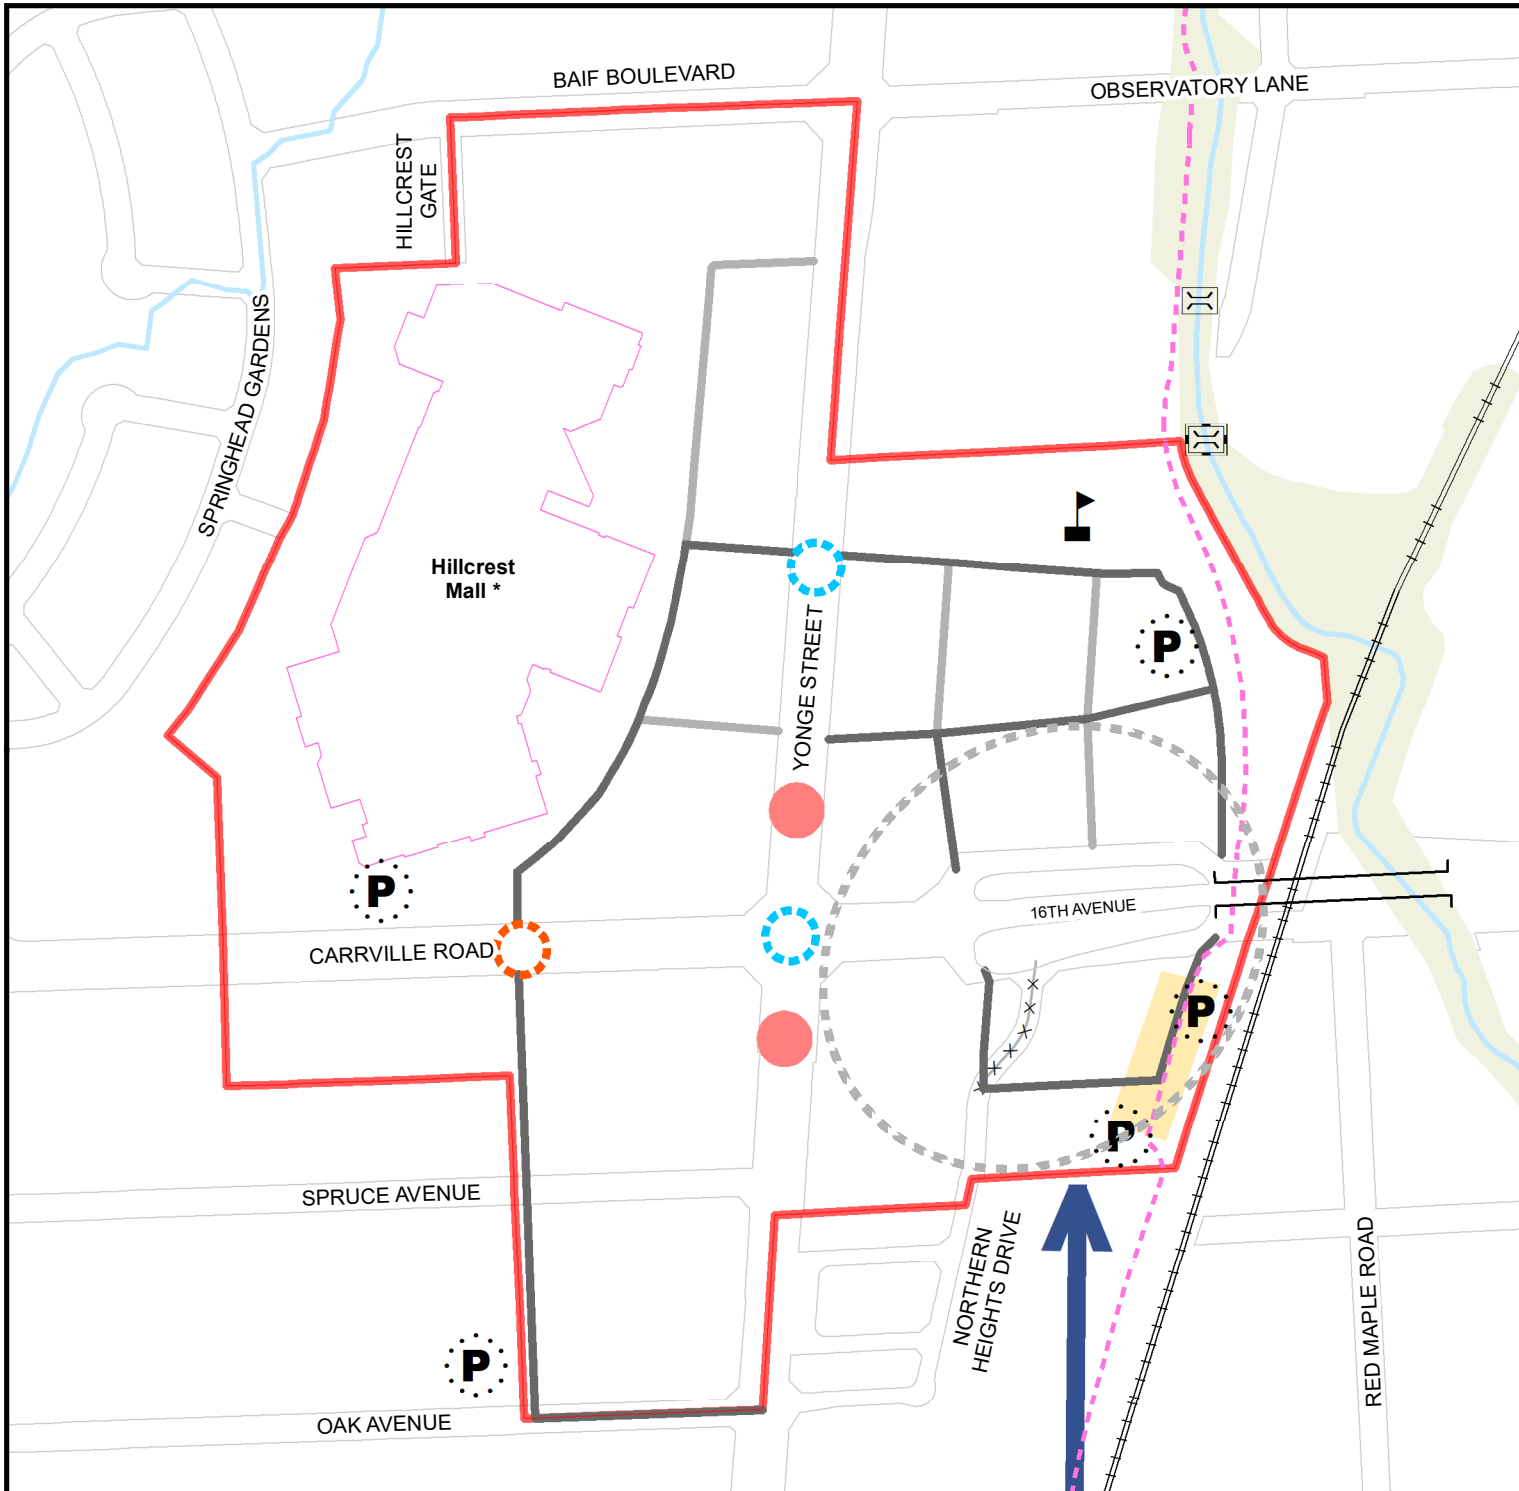 BAIF BOULEVARD
OBSERVATORY LANE
HILLCREST
GATE
SPRINGHEAD GARDENS
Hillcrest
Mall *
YONGE STREET
P
P
16TH AVENUE
CARRVILLE ROAD
P
P
SPRUCE AVENUE
NORTHERN
HEIGHTS DRIVE
RED MAPLE ROAD
P
OAK AVENUE